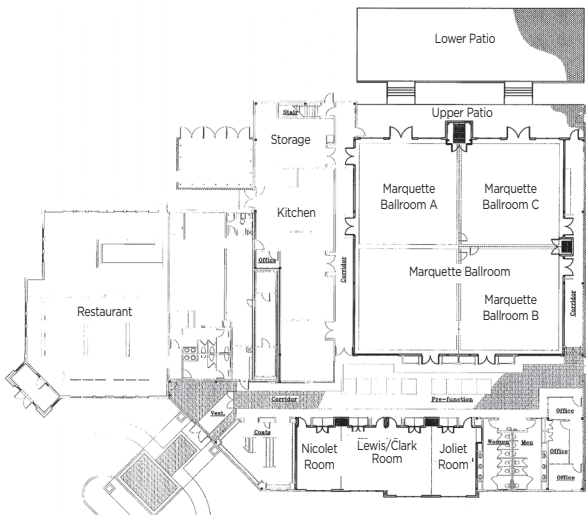 Lower Patio
Upper Patio
Stair
Storage
Marquette
Ballroom A
Marquette
Ballroom C
Kitchen
Office
Corridor
Marquette Ballroom
Marquette
Ballroom B
Corridor
Restaurant
Corridor
Pre-function
Vest.
Coats
Nicolet
Room
Lewis/Clark
Room
Joliet
Room
Women
Men
Office
Office
Office